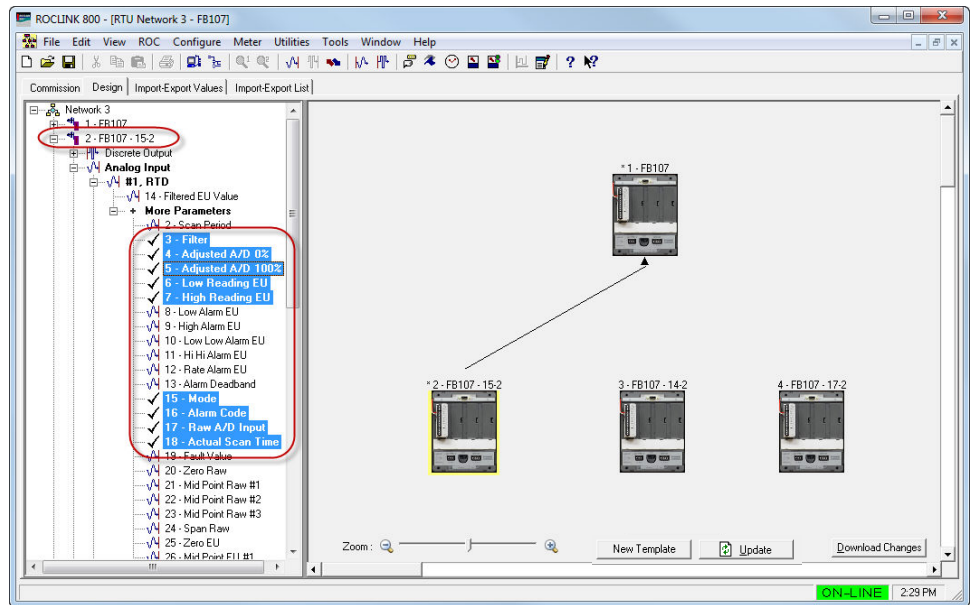 ROCLINK 800 - [RTU Network 3 - FB107]
File Edit View ROC Configure Meter Utilities Tools Window Help
Commission Design Import-Export Values Import-Export List
Network 3
1 - FB107
2 - FB107 - 15-2
Discrete Output
Analog Input
#1, RTD
14 - Filtered EU Value
More Parameters
2 - Scan Period
3 - Filter
4 - Adjusted A/D 0%
5 - Adjusted A/D 100%
6 - Low Reading EU
7 - High Reading EU
8 - Low Alarm EU
9 - High Alarm EU
10 - Low Low Alarm EU
11 - Hi Hi Alarm EU
12 - Rate Alarm EU
13 - Alarm Deadband
15 - Mode
16 - Alarm Code
17 - Raw A/D Input
18 - Actual Scan Time
19 - Fault Value
20 - Zero Raw
21 - Mid Point Raw #1
22 - Mid Point Raw #2
23 - Mid Point Raw #3
24 - Span Raw
25 - Zero EU
26 - Mid Point EU #1
* 1 - FB107
* 2 - FB107 - 15-2
3 - FB107 - 14-2
4 - FB107 - 17-2
Zoom:
New Template
Update
Download Changes
ON-LINE
2:29 PM